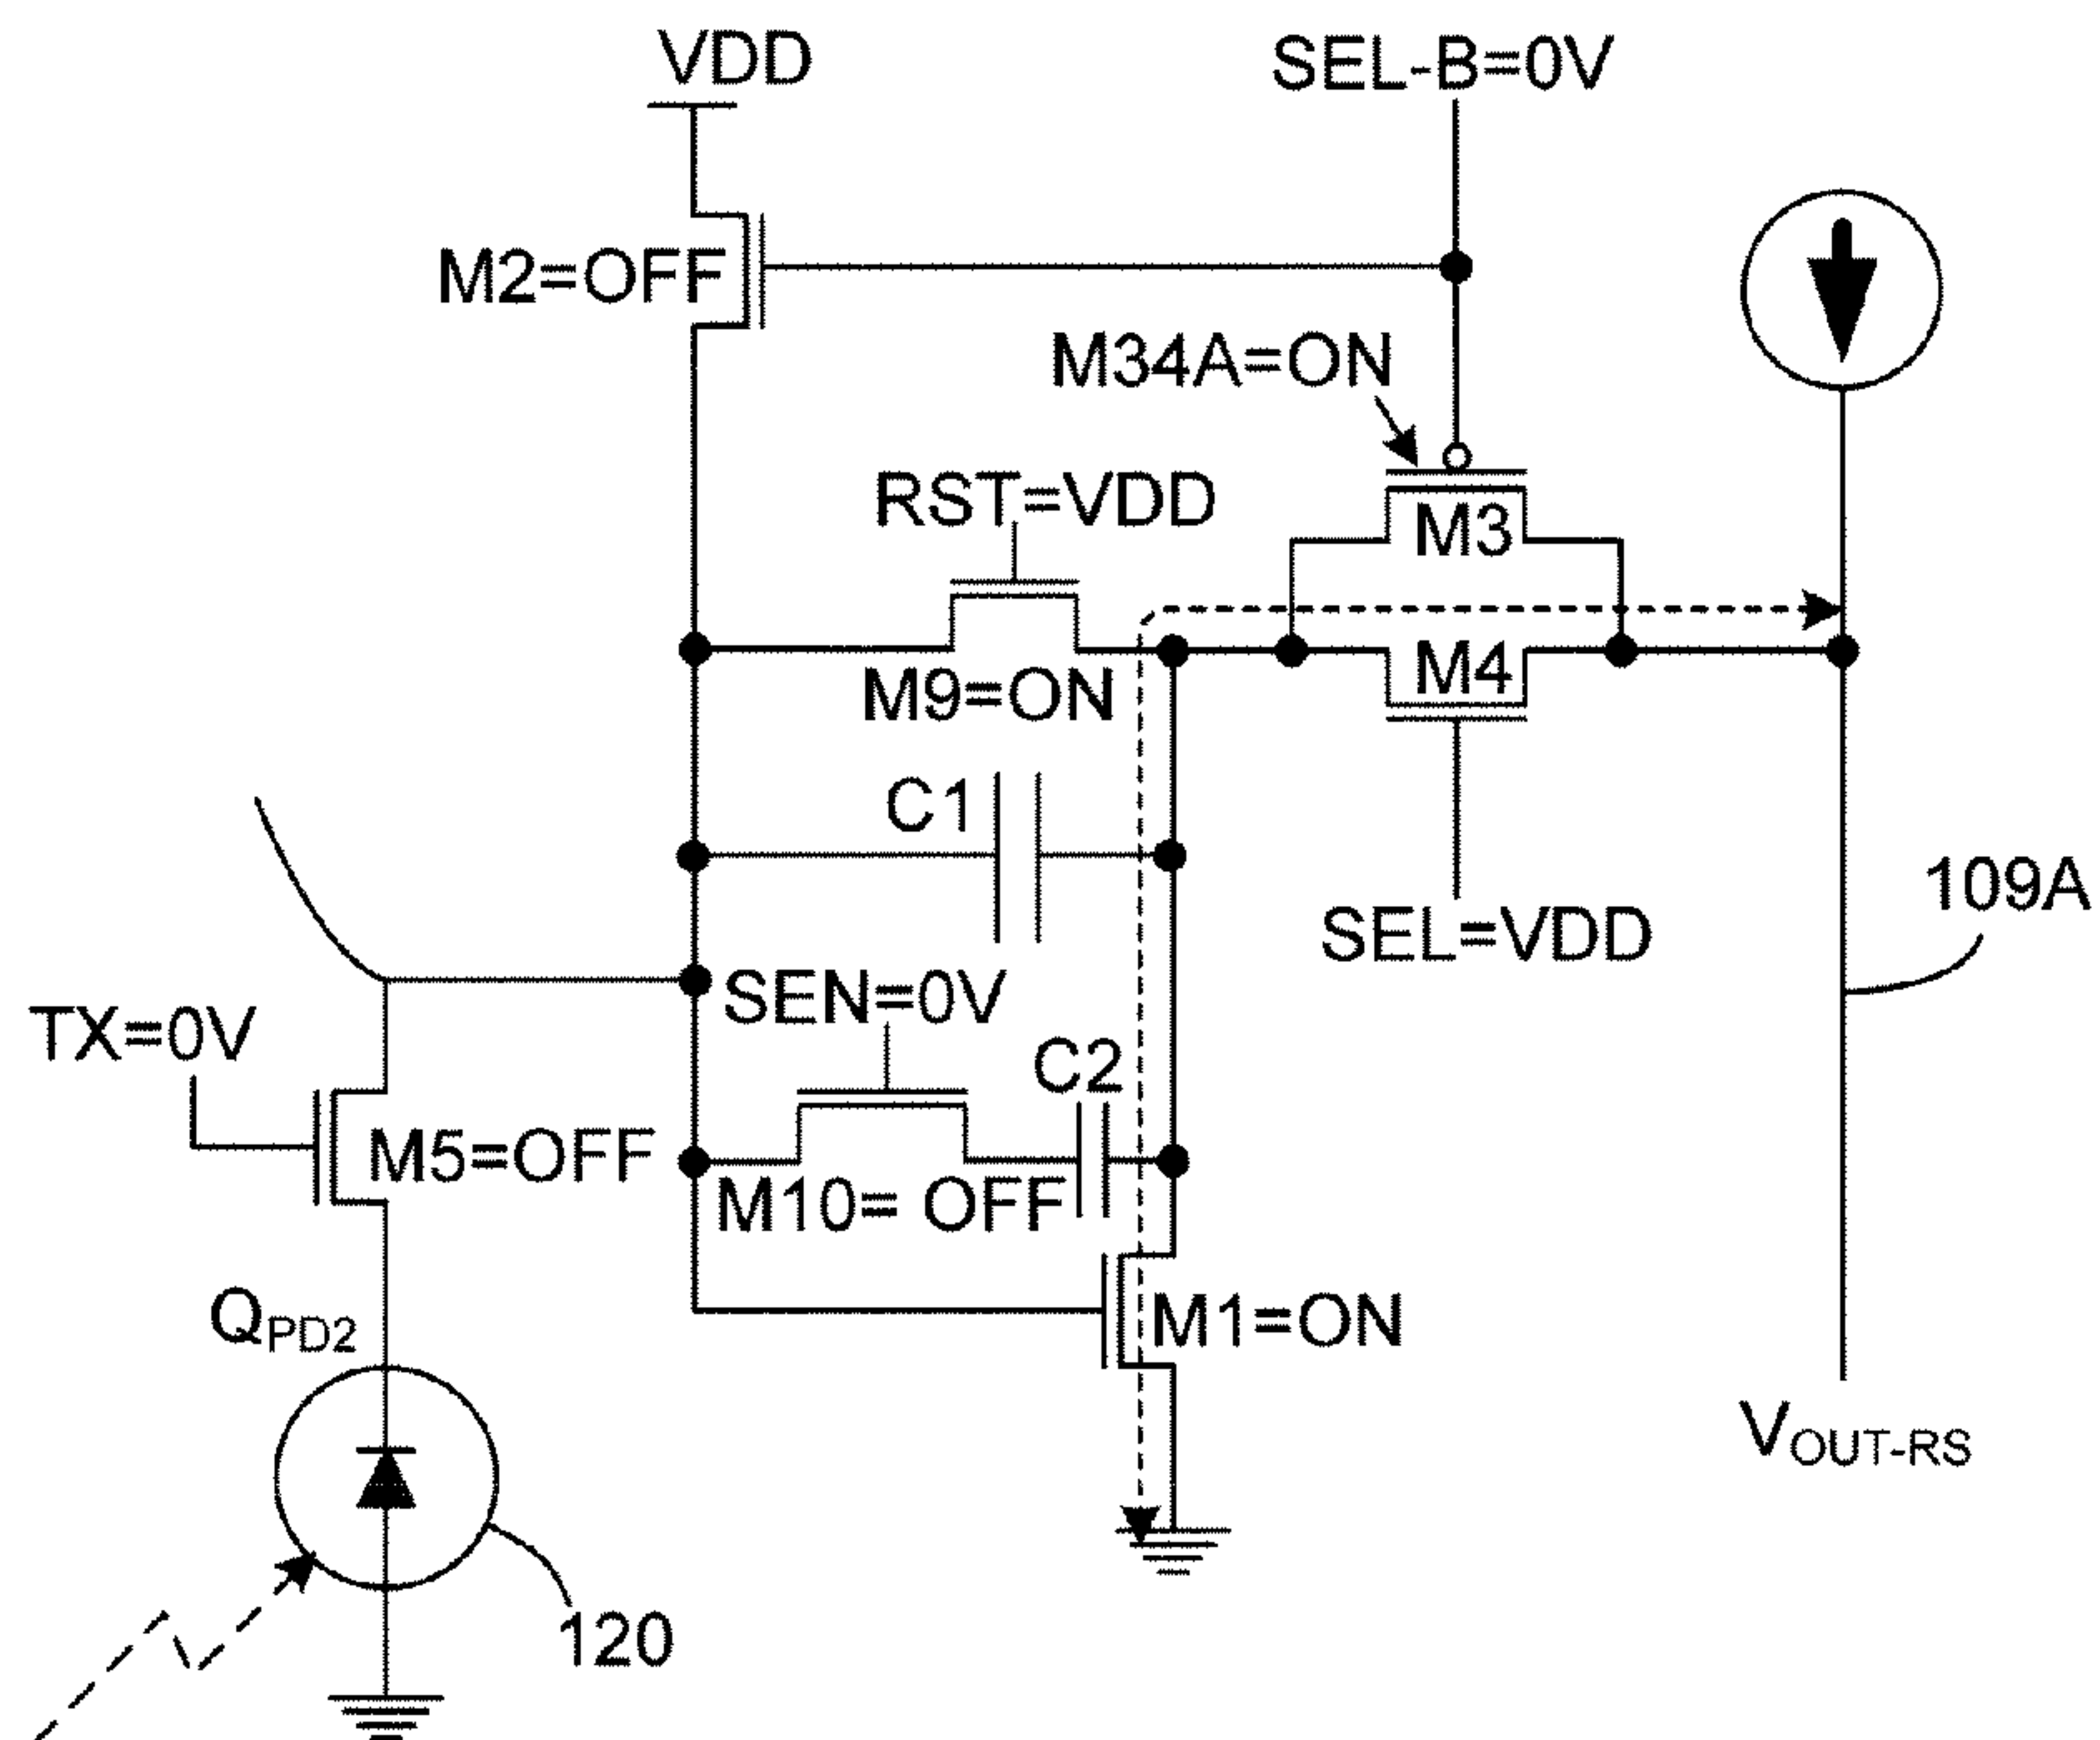 VDD
SEL-B=0V
M2=OFF
M34A=ON
RST=VDD
M3
M9=ON
M4
C1
109A
SEL=VDD
SEN=0V
TX=0V
C2
M5=OFF
M10= OFF
QPD2
M1=ON
VOUT-RS
120